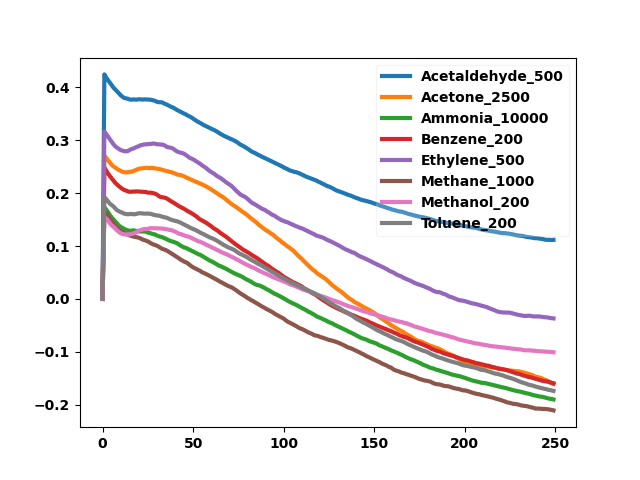 0.4
0.3
0.2
0.1
0.0
−0.1
−0.2
0 50 100 150 200 250
Acetaldehyde_500
Acetone_2500
Ammonia_10000
Benzene_200
Ethylene_500
Methane_1000
Methanol_200
Toluene_200